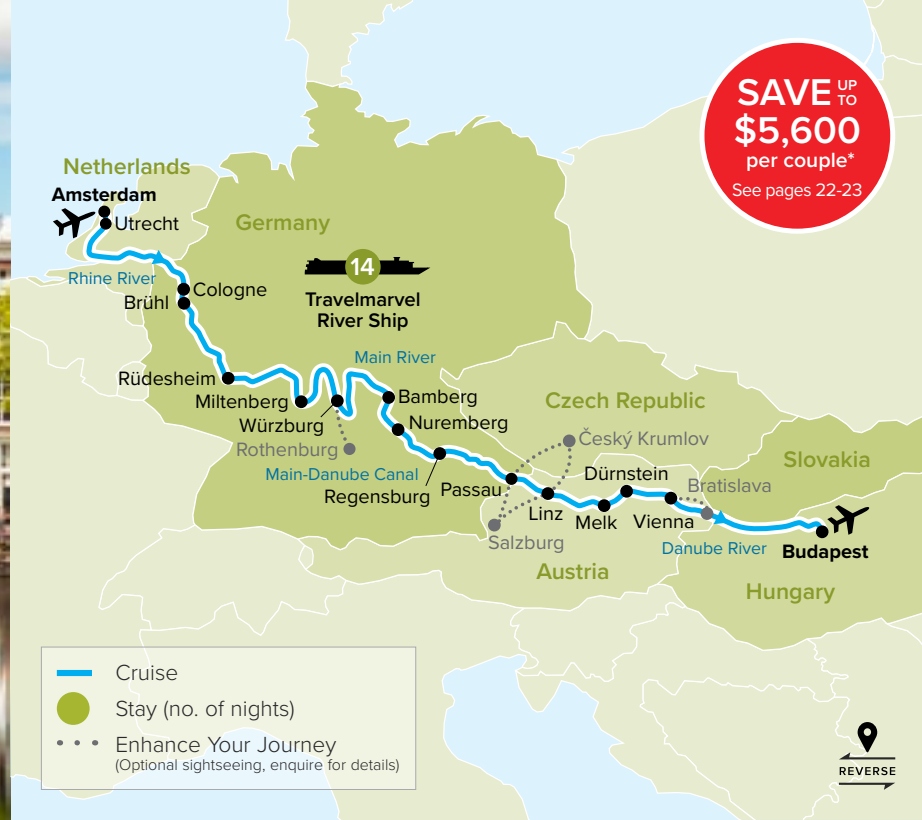 SAVE UP TO
$5,600
per couple*
See pages 22-23
Netherlands
Amsterdam
Utrecht
Germany
Rhine River
Cologne
Brühl
14
Travelmarvel
River Ship
Main River
Rüdesheim
Miltenberg
Bamberg
Würzburg
Nuremberg
Rothenburg
Main-Danube Canal
Regensburg
Czech Republic
Český Krumlov
Slovakia
Passau
Dürnstein
Bratislava
Linz
Melk
Vienna
Salzburg
Danube River
Budapest
Austria
Hungary
Cruise
Stay (no. of nights)
Enhance Your Journey
(Optional sightseeing, enquire for details)
REVERSE